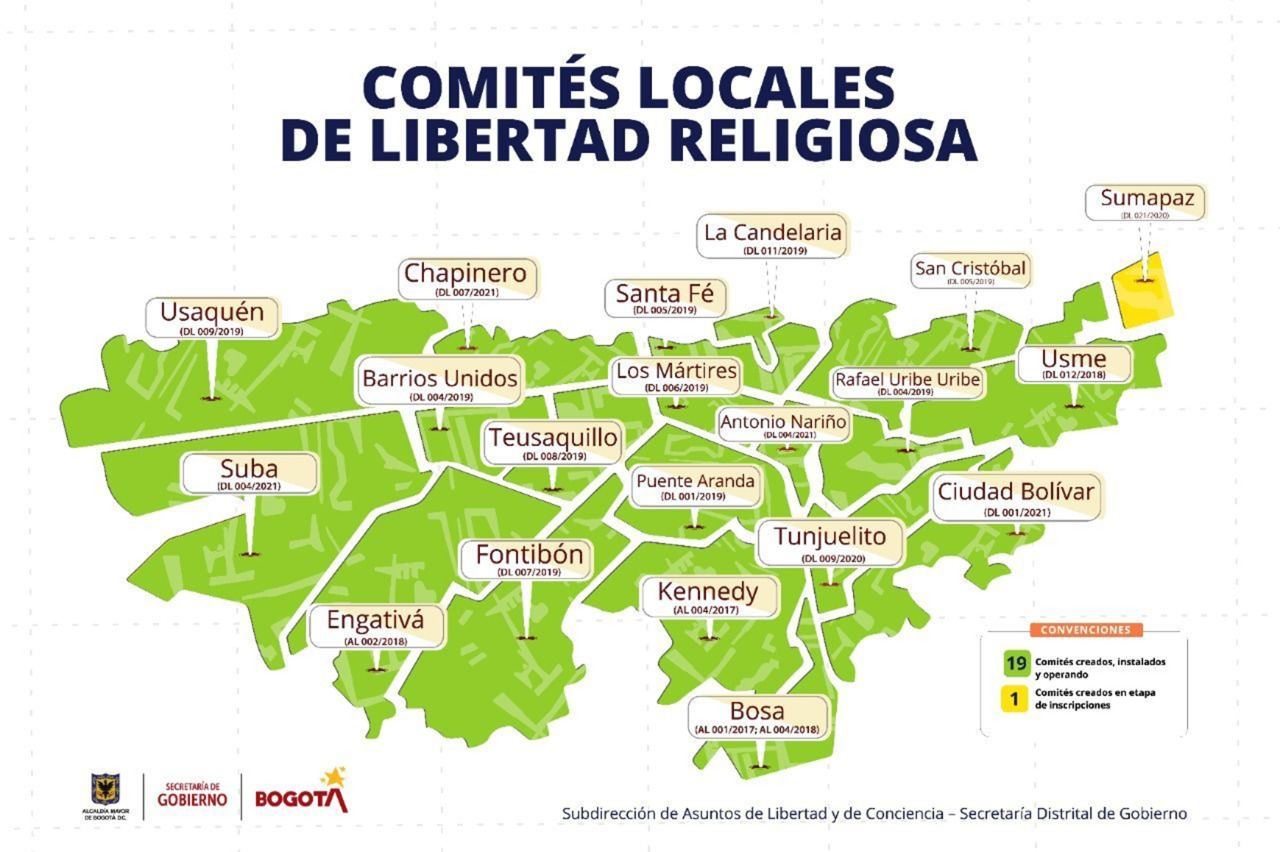 COMITÉS LOCALES
DE LIBERTAD RELIGIOSA
Sumapaz
(DL 021/2020)
La Candelaria
(DL 011/2019)
San Cristóbal
(DL 005/2019)
Chapinero
(DL 007/2021)
Santa Fé
(DL 005/2019)
Usaquén
(DL 009/2019)
Usme
(DL 012/2018)
Barrios Unidos
(DL 004/2019)
Los Mártires
(DL 006/2019)
Rafael Uribe Uribe
(DL 004/2019)
Antonio Nariño
(DL 004/2021)
Teusaquillo
(DL 008/2019)
Suba
(DL 004/2021)
Puente Aranda
(DL 001/2019)
Ciudad Bolívar
(DL 001/2021)
Tunjuelito
(DL 009/2020)
Fontibón
(DL 007/2019)
Kennedy
(AL 004/2017)
Engativá
(AL 002/2018)
Bosa
(AL 001/2017; AL 004/2018)
CONVENCIONES
19 Comités creados, instalados
y operando
1 Comités creados en etapa
de inscripciones
ALCALDÍA MAYOR
DE BOGOTÁ D.C.
SECRETARÍA DE
GOBIERNO
BOGOTÁ
Subdirección de Asuntos de Libertad y de Conciencia – Secretaría Distrital de Gobierno